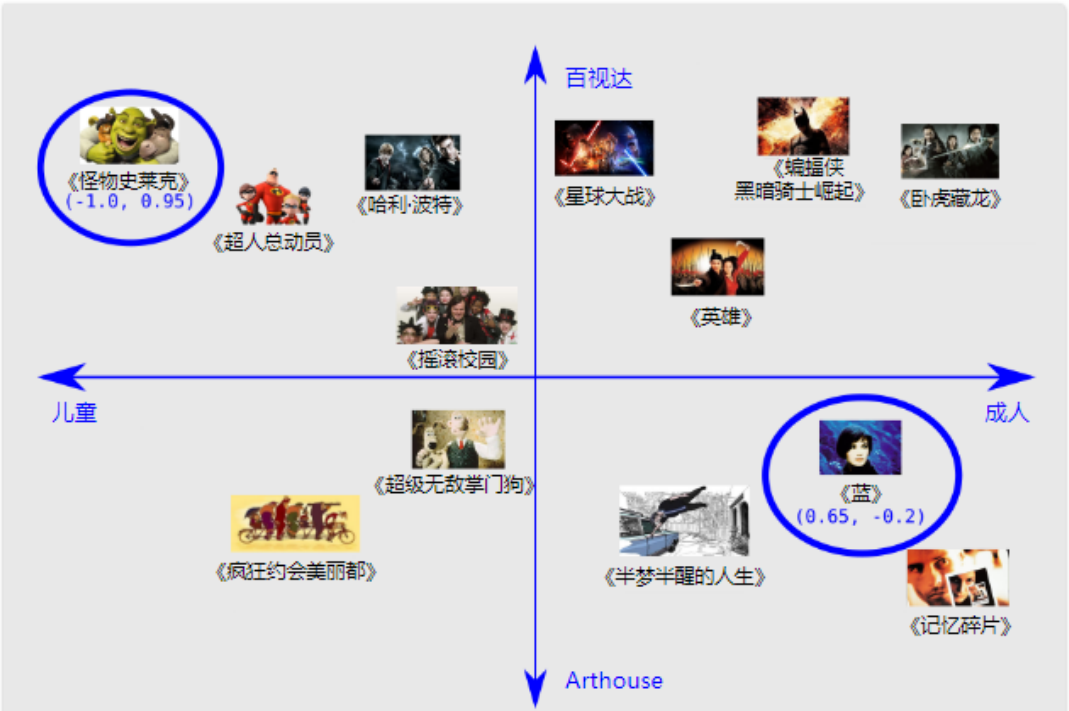 百视达
《怪物史莱克》
(-1.0, 0.95)
《超人总动员》
《哈利·波特》
《星球大战》
《蝙蝠侠
黑暗骑士崛起》
《卧虎藏龙》
《英雄》
《摇滚校园》
儿童
成人
《超级无敌掌门狗》
《蓝》
(0.65, -0.2)
《疯狂约会美丽都》
《半梦半醒的人生》
《记忆碎片》
Arthouse